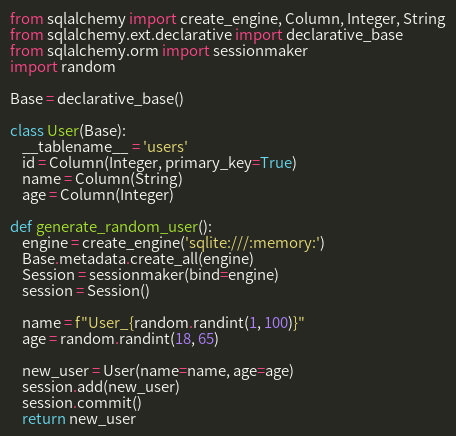 from sqlalchemy import create_engine, Column, Integer, String
from sqlalchemy.ext.declarative import declarative_base
from sqlalchemy.orm import sessionmaker
import random

Base = declarative_base()

class User(Base):
    __tablename__ = 'users'
    id = Column(Integer, primary_key=True)
    name = Column(String)
    age = Column(Integer)

def generate_random_user():
    engine = create_engine('sqlite:///:memory:')
    Base.metadata.create_all(engine)
    Session = sessionmaker(bind=engine)
    session = Session()

    name = f"User_{random.randint(1, 100)}"
    age = random.randint(18, 65)

    new_user = User(name=name, age=age)
    session.add(new_user)
    session.commit()
    return new_user